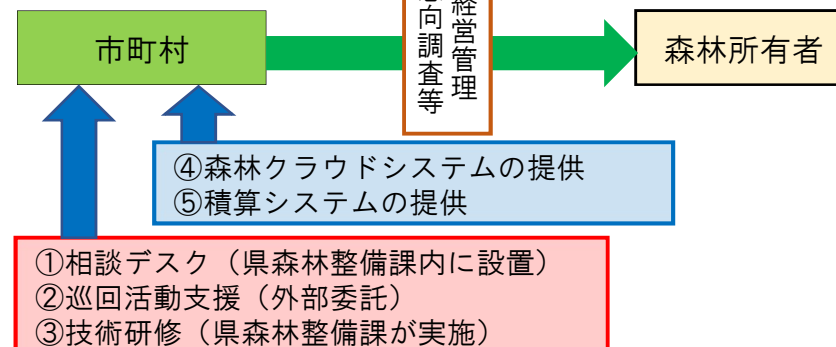 市町村
経営管理
向調査等
森林所有者
④森林クラウドシステムの提供
⑤積算システムの提供
①相談デスク（県森林整備課内に設置）
②巡回活動支援（外部委託）
③技術研修（県森林整備課が実施）